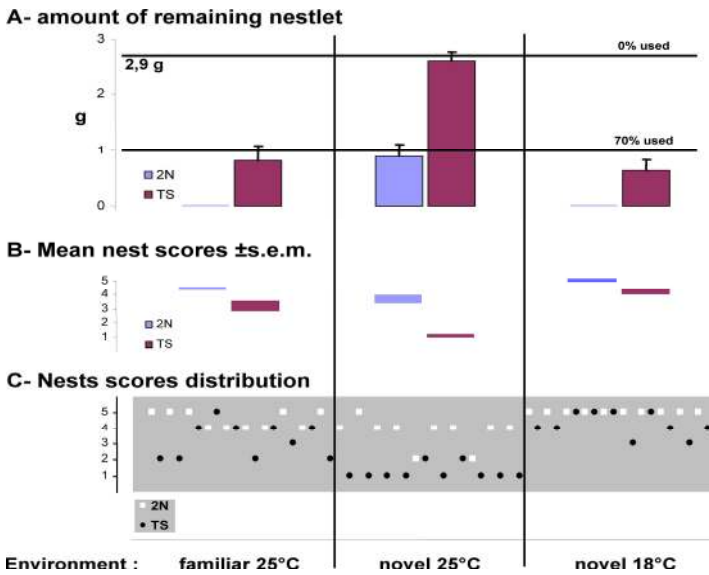 A- amount of remaining nestlet
3
0% used
2,9 g
2
g
70% used
1
2N
TS
0
B- Mean nest scores ±s.e.m.
5
4
3
2
1
2N
TS
C- Nests scores distribution
5
4
3
2
1
2N
TS
Environment : familiar 25°C novel 25°C novel 18°C